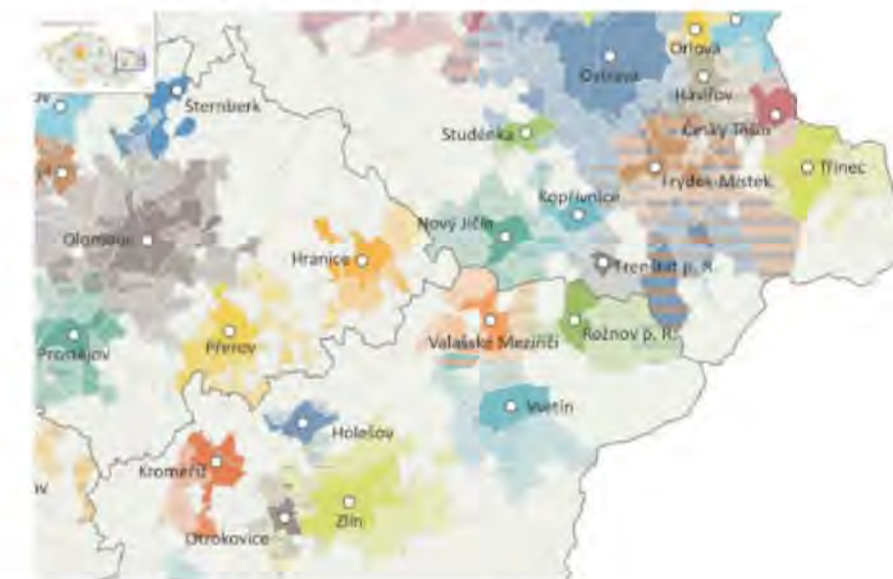 Orlová
Ostrava
Havířov
Šternberk
Český Těšín
Studénka
Třinec
Frýdek-Místek
Kopřivnice
Nový Jičín
Olomouc
Hranice
Frenštát p. R.
Prostějov
Přerov
Valašské Meziříčí
Rožnov p. R.
Vsetín
Holešov
Kroměříž
Zlín
Otrokovice